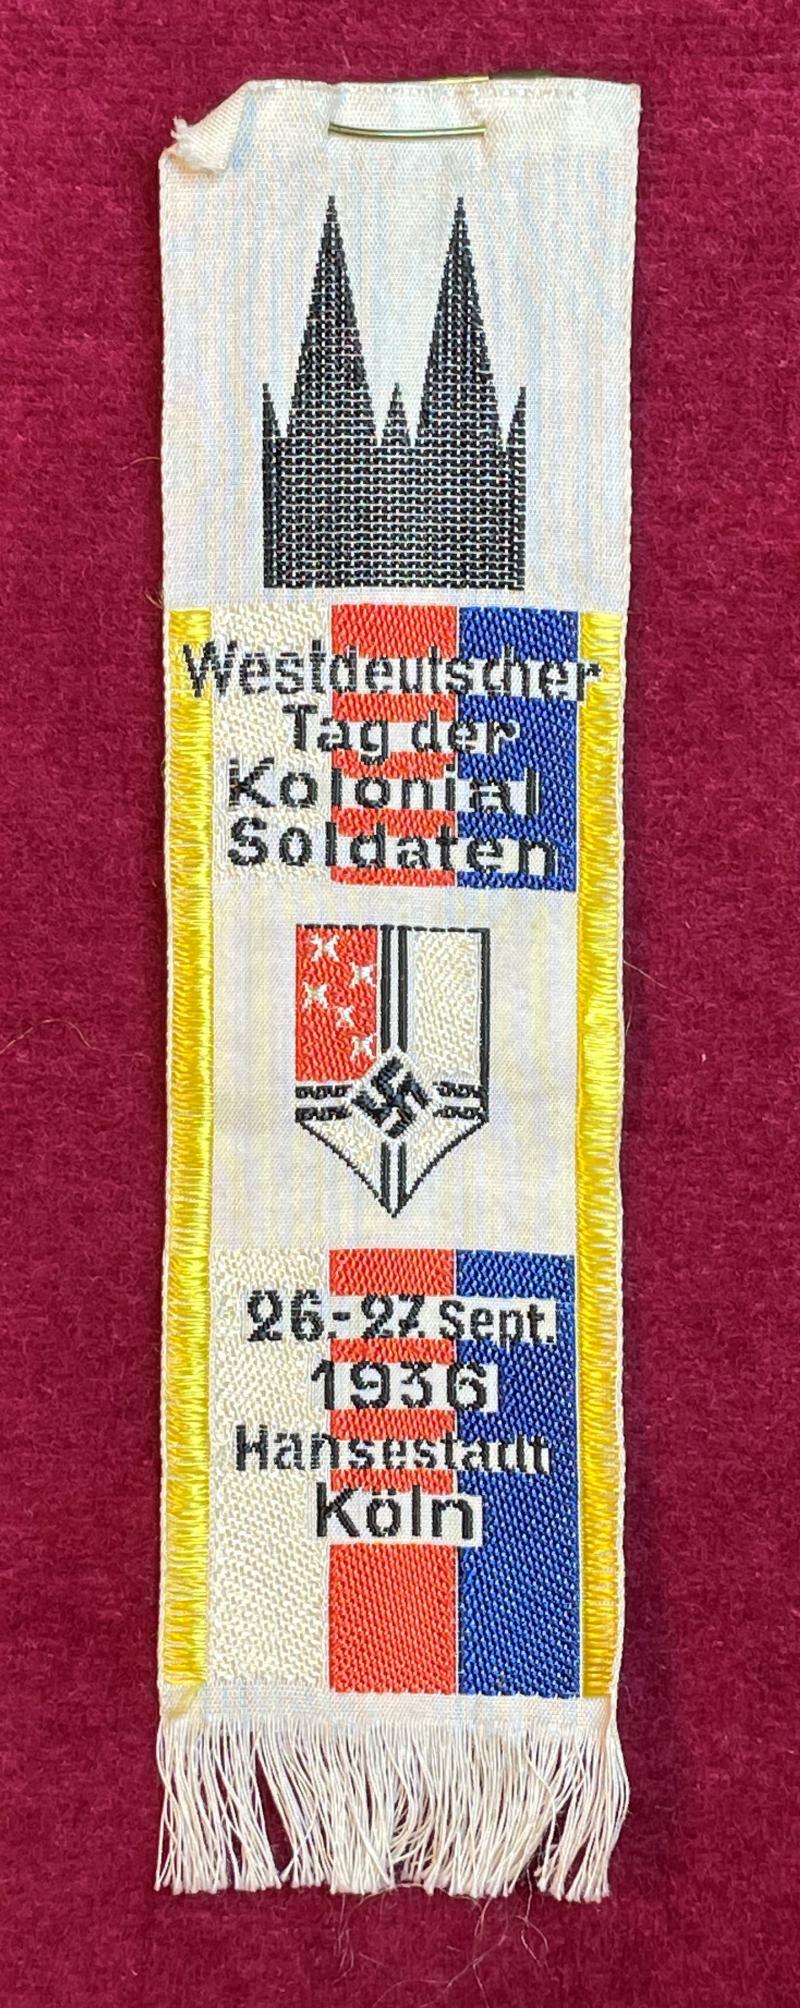 Westdeutscher
Tag der
Kolonial
Soldaten
26.-27. Sept.
1936
Hansestadt
Köln